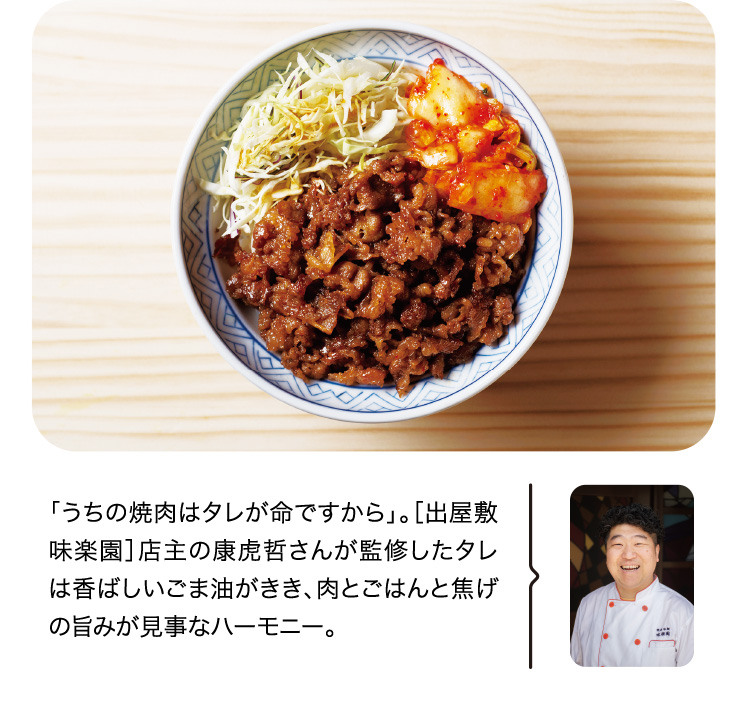 「うちの焼肉はタレが命ですから」。［出屋敷
味楽園］店主の康虎哲さんが監修したタレ
は香ばしいごま油がきき、肉とごはんと焦げ
の旨みが見事なハーモニー。